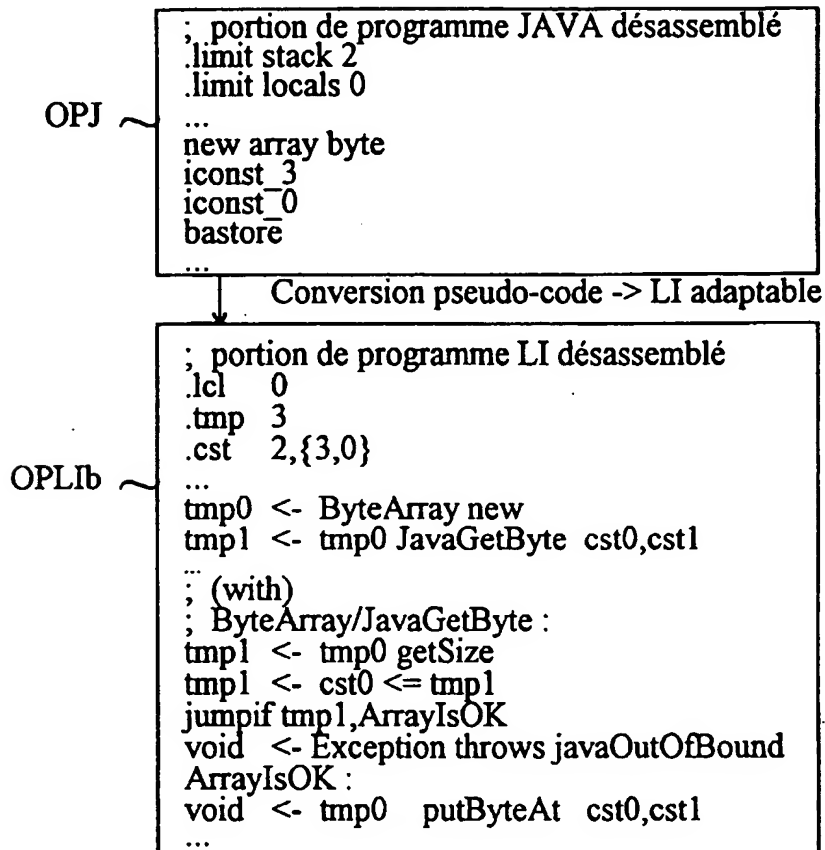 ; portion de programme JAVA désassemblé
.limit stack 2
.limit locals 0
OPJ
...
new array byte
iconst_3
iconst_0
bastore
...
Conversion pseudo-code -> LI adaptable
; portion de programme LI désassemblé
.lcl 0
.tmp 3
.cst 2,{3,0}
OPLIb
...
tmp0 <- ByteArray new
tmp1 <- tmp0 JavaGetByte cst0,cst1
...
; (with)
; ByteArray/JavaGetByte :
tmp1 <- tmp0 getSize
tmp1 <- cst0 <= tmp1
jumpif tmp1,ArrayIsOK
void <- Exception throws javaOutOfBound
ArrayIsOK :
void <- tmp0 putByteAt cst0,cst1
...